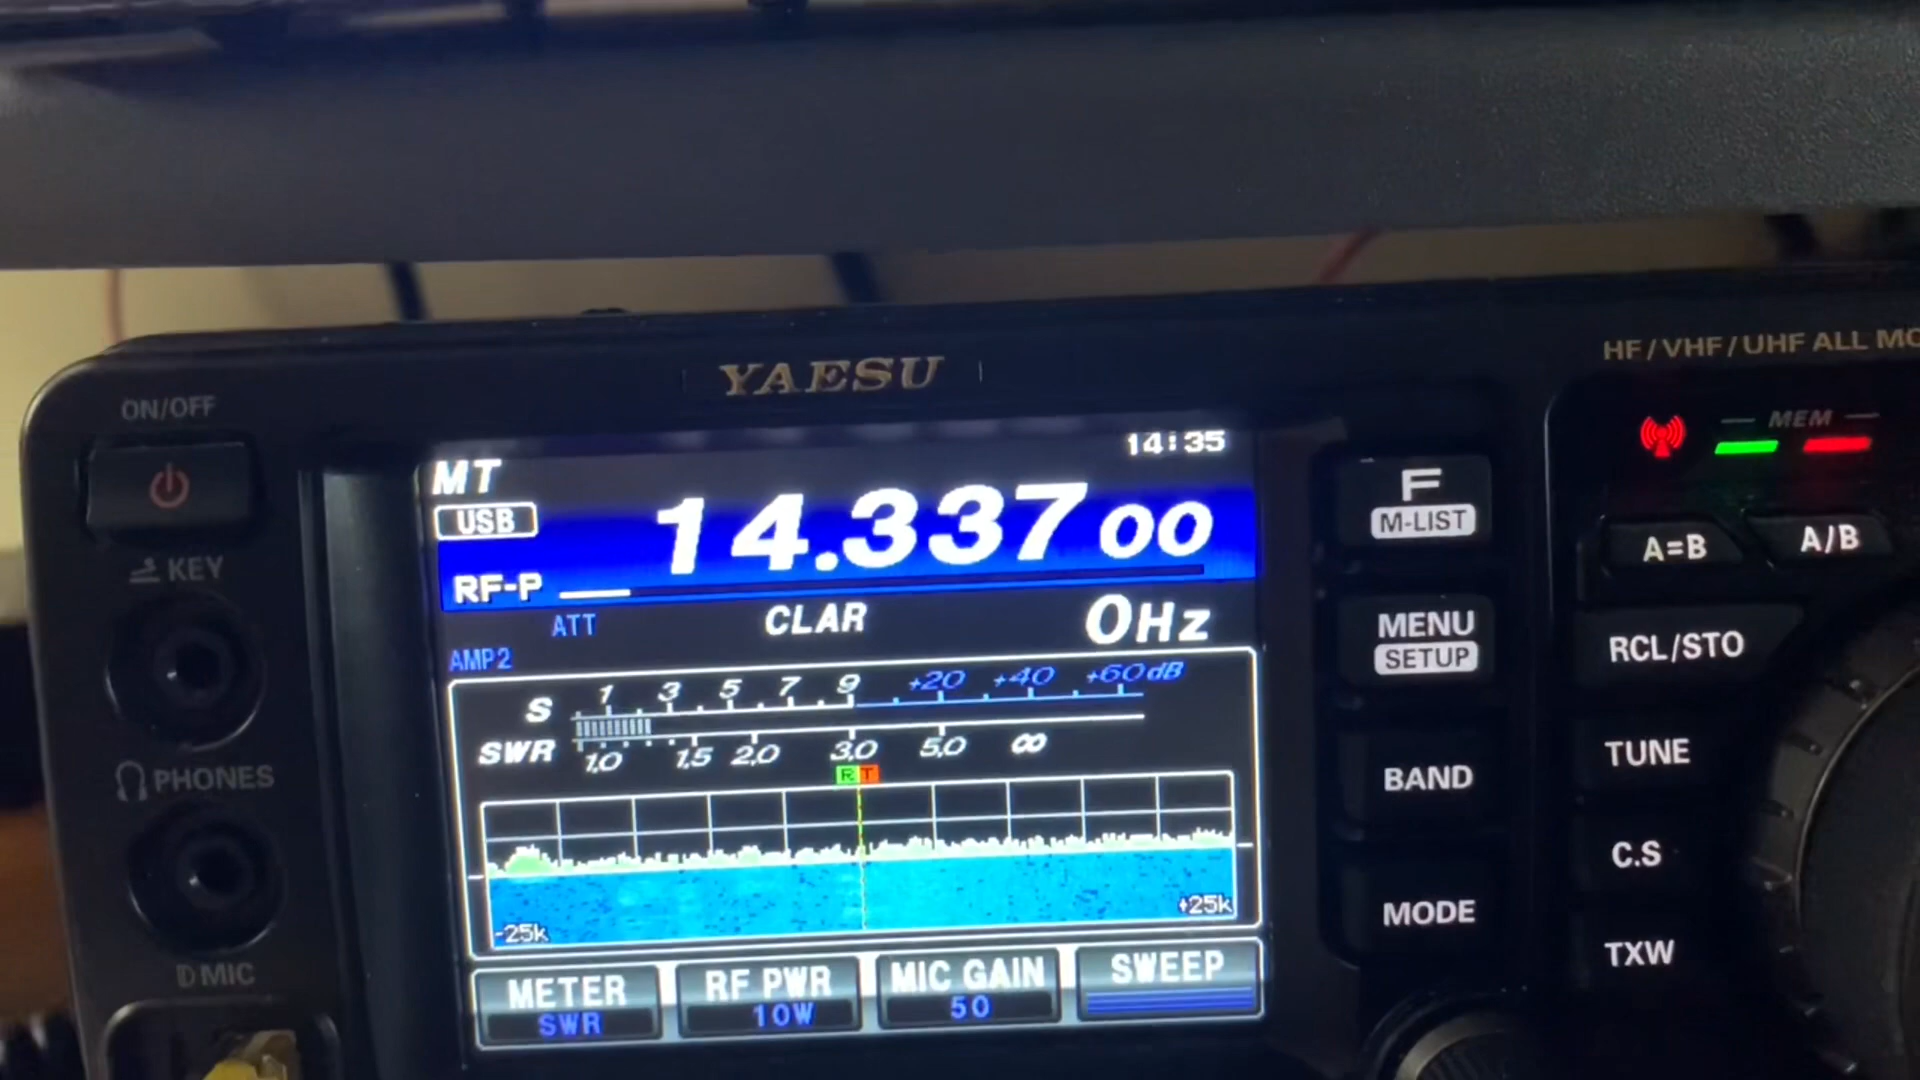 YAESU
HF/VHF/UHF ALL MO
ON/OFF
KEY
PHONES
MIC
14:35
MT
USB
14.337 00
RF-P
ATT
CLAR
0Hz
AMP2
S 1 3 5 7 9 +20 +40 +60dB
SWR 1.0 1.5 2.0 3.0 5.0 ∞
R T
-25k
+25k
METER
SWR
RF PWR
10W
MIC GAIN
50
SWEEP
F
M-LIST
MENU
SETUP
BAND
MODE
MEM
A=B
A/B
RCL/STO
TUNE
C.S
TXW